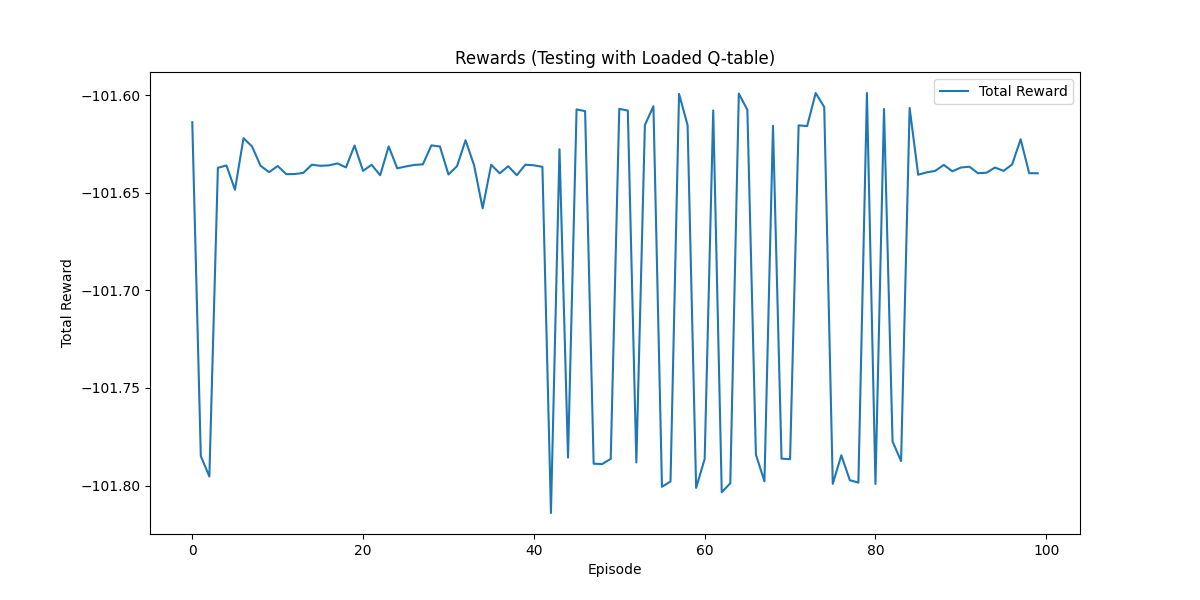 Rewards (Testing with Loaded Q-table)
Total Reward
−101.60
−101.65
−101.70
−101.75
−101.80
Total Reward
0
20
40
60
80
100
Episode